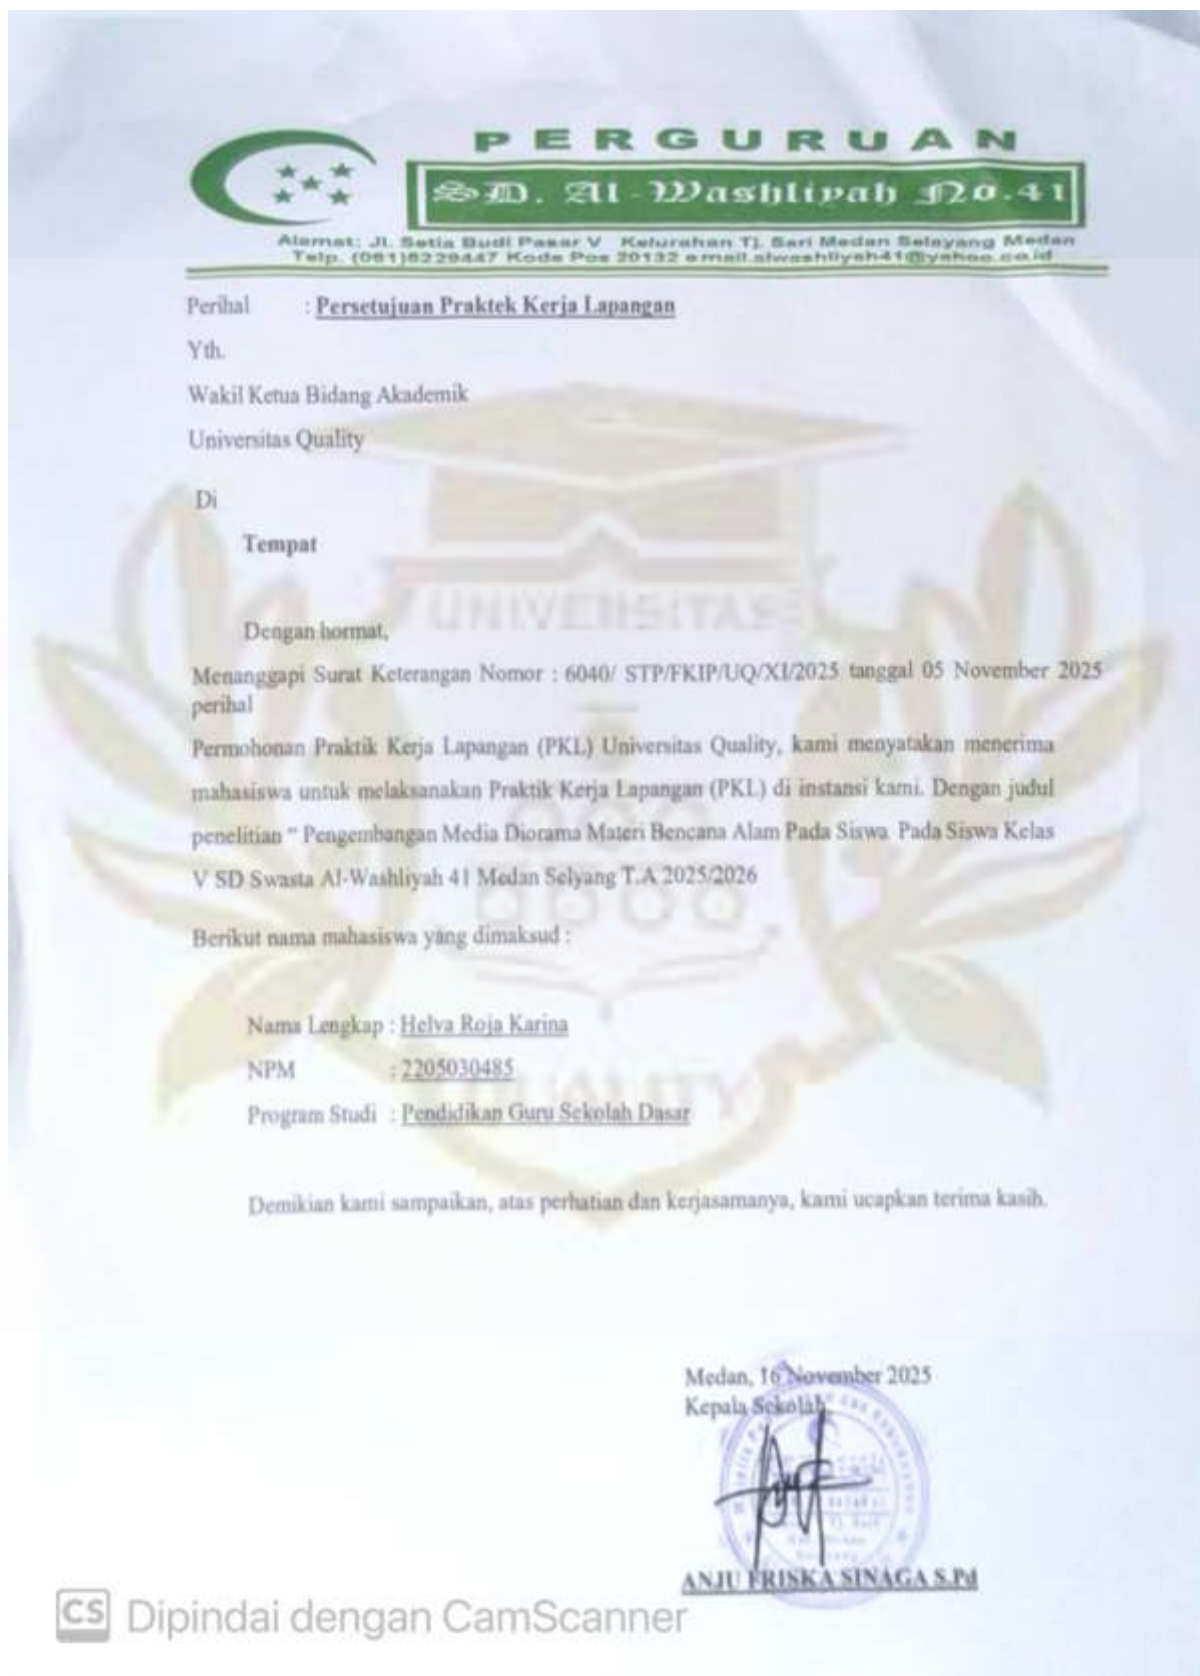 PERGURUAN
SD. Al-Washliyah No.41
Alamat: Jl. Setia Budi Pasar V Kelurahan Tj. Sari Medan Selayang Medan
Telp. (061)8229447 Kode Pos 20132 email.alwashliyah41@yahoo.co.id
Perihal : Persetujuan Praktek Kerja Lapangan
Yth.
Wakil Ketua Bidang Akademik
Universitas Quality
Di
Tempat
UNIVERSITAS
Dengan hormat,
Menanggapi Surat Keterangan Nomor : 6040/ STP/FKIP/UQ/XI/2025 tanggal 05 November 2025
perihal
Permohonan Praktik Kerja Lapangan (PKL) Universitas Quality, kami menyatakan menerima
mahasiswa untuk melaksanakan Praktik Kerja Lapangan (PKL) di instansi kami. Dengan judul
penelitian " Pengembangan Media Diorama Materi Bencana Alam Pada Siswa Pada Siswa Kelas
V SD Swasta Al-Washliyah 41 Medan Selyang T.A 2025/2026
Berikut nama mahasiswa yang dimaksud :
Nama Lengkap : Helva Roja Karina
NPM : 2205030485
QUALITY
Program Studi : Pendidikan Guru Sekolah Dasar
Demikian kami sampaikan, atas perhatian dan kerjasamanya, kami ucapkan terima kasih.
Medan, 16 November 2025
Kepala Sekolah
ANJU FRISKA SINAGA S.Pd
CS Dipindai dengan CamScanner